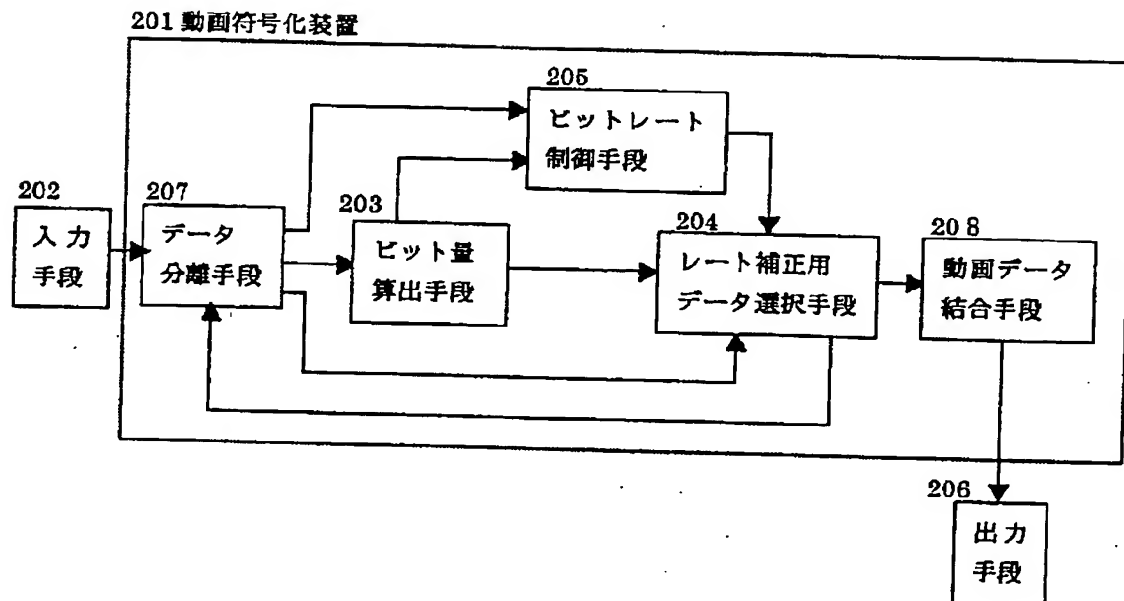 201 動画符号化装置
205
ビットレート
制御手段
202
入力
手段
207
データ
分離手段
203
ビット量
算出手段
204
レート補正用
データ選択手段
208
動画データ
結合手段
206
出力
手段